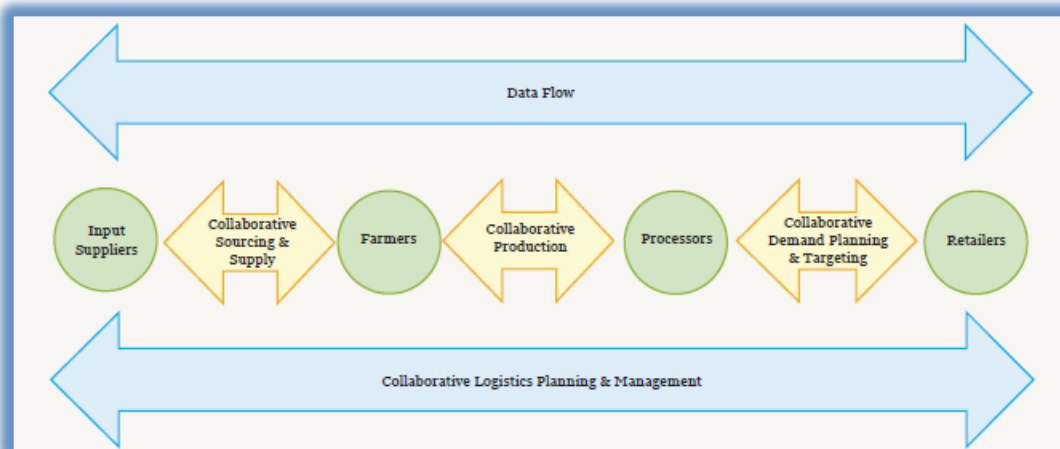 Data Flow
Input
Suppliers
Collaborative
Sourcing &
Supply
Farmers
Collaborative
Production
Processors
Collaborative
Demand Planning
& Targeting
Retailers
Collaborative Logistics Planning & Management